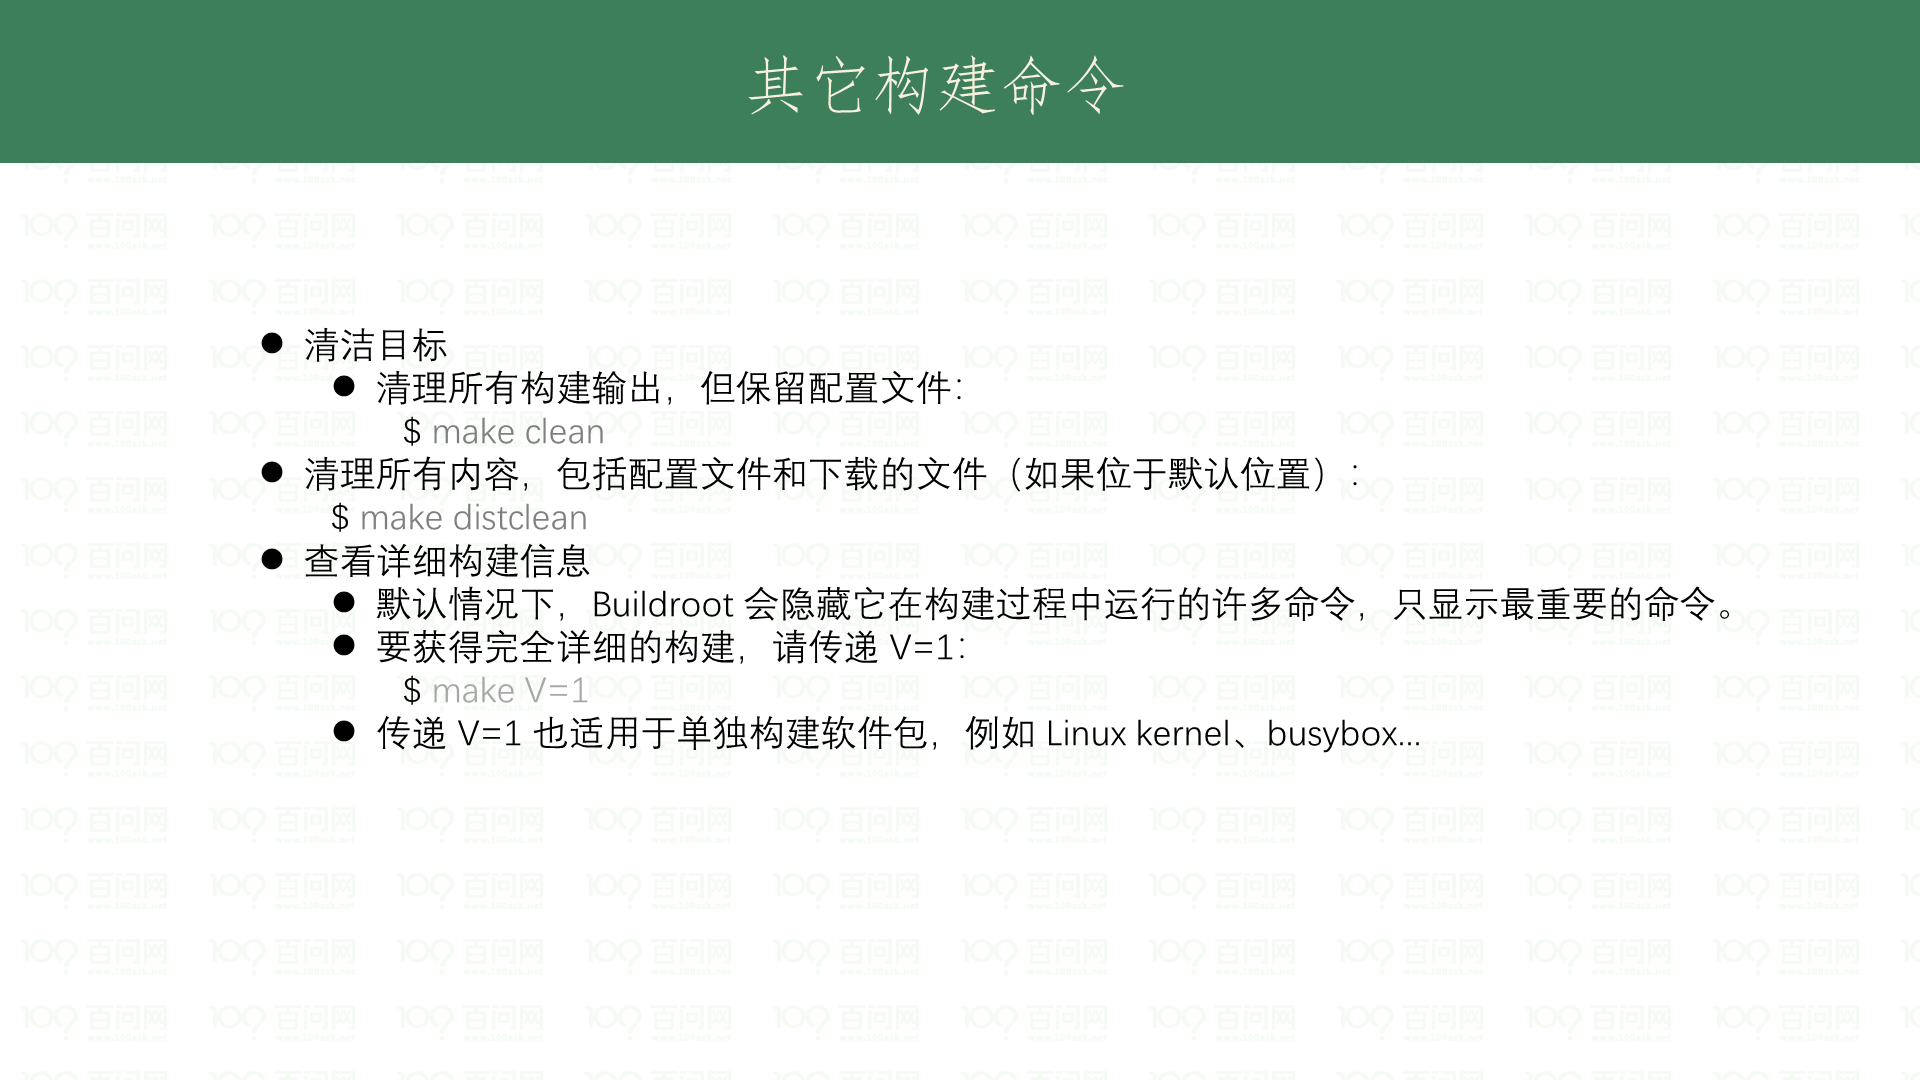 其它构建命令
清洁目标
清理所有构建输出，但保留配置文件：
$ make clean
清理所有内容，包括配置文件和下载的文件（如果位于默认位置）：
$ make distclean
查看详细构建信息
默认情况下，Buildroot 会隐藏它在构建过程中运行的许多命令，只显示最重要的命令。
要获得完全详细的构建，请传递 V=1：
$ make V=1
传递 V=1 也适用于单独构建软件包，例如 Linux kernel、busybox...
百问网
www.100ask.net